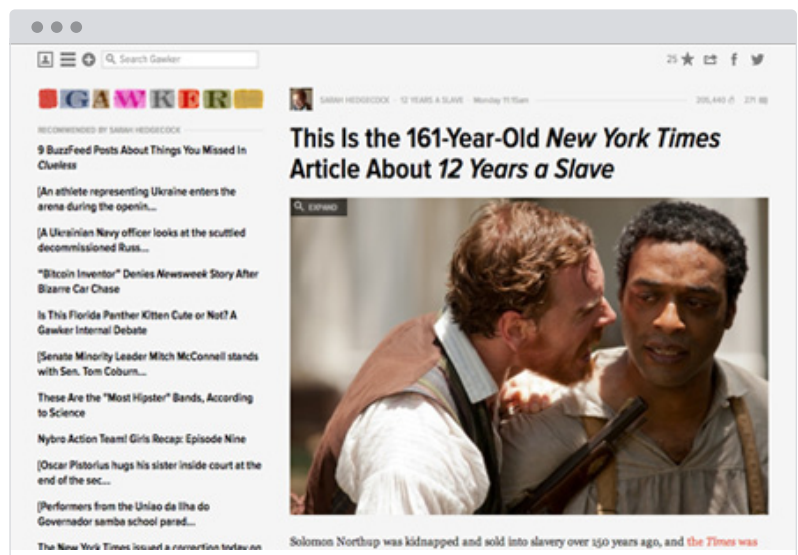 Search Gawker
25
GAWKER
RECOMMENDED BY SARAH HEDGECOCK
9 BuzzFeed Posts About Things You Missed In
Clueless
[An athlete representing Ukraine enters the
arena during the openin...
[A Ukrainian Navy officer looks at the scuttled
decommissioned Russ...
"Bitcoin Inventor" Denies Newsweek Story After
Bizarre Car Chase
Is This Florida Panther Kitten Cute or Not? A
Gawker Internal Debate
[Senate Minority Leader Mitch McConnell stands
with Sen. Tom Coburn...
These Are the "Most Hipster" Bands, According
to Science
Nybro Action Team! Girls Recap: Episode Nine
[Oscar Pistorius hugs his sister inside court at the
end of the sec...
[Performers from the Uniao da Ilha do
Governador samba school parad...
The New York Times issued a correction today on
SARAH HEDGECOCK 12 YEARS A SLAVE Monday 11:15am
271
This Is the 161-Year-Old New York Times
Article About 12 Years a Slave
EXPAND
Solomon Northup was kidnapped and sold into slavery over 150 years ago, and the Times was